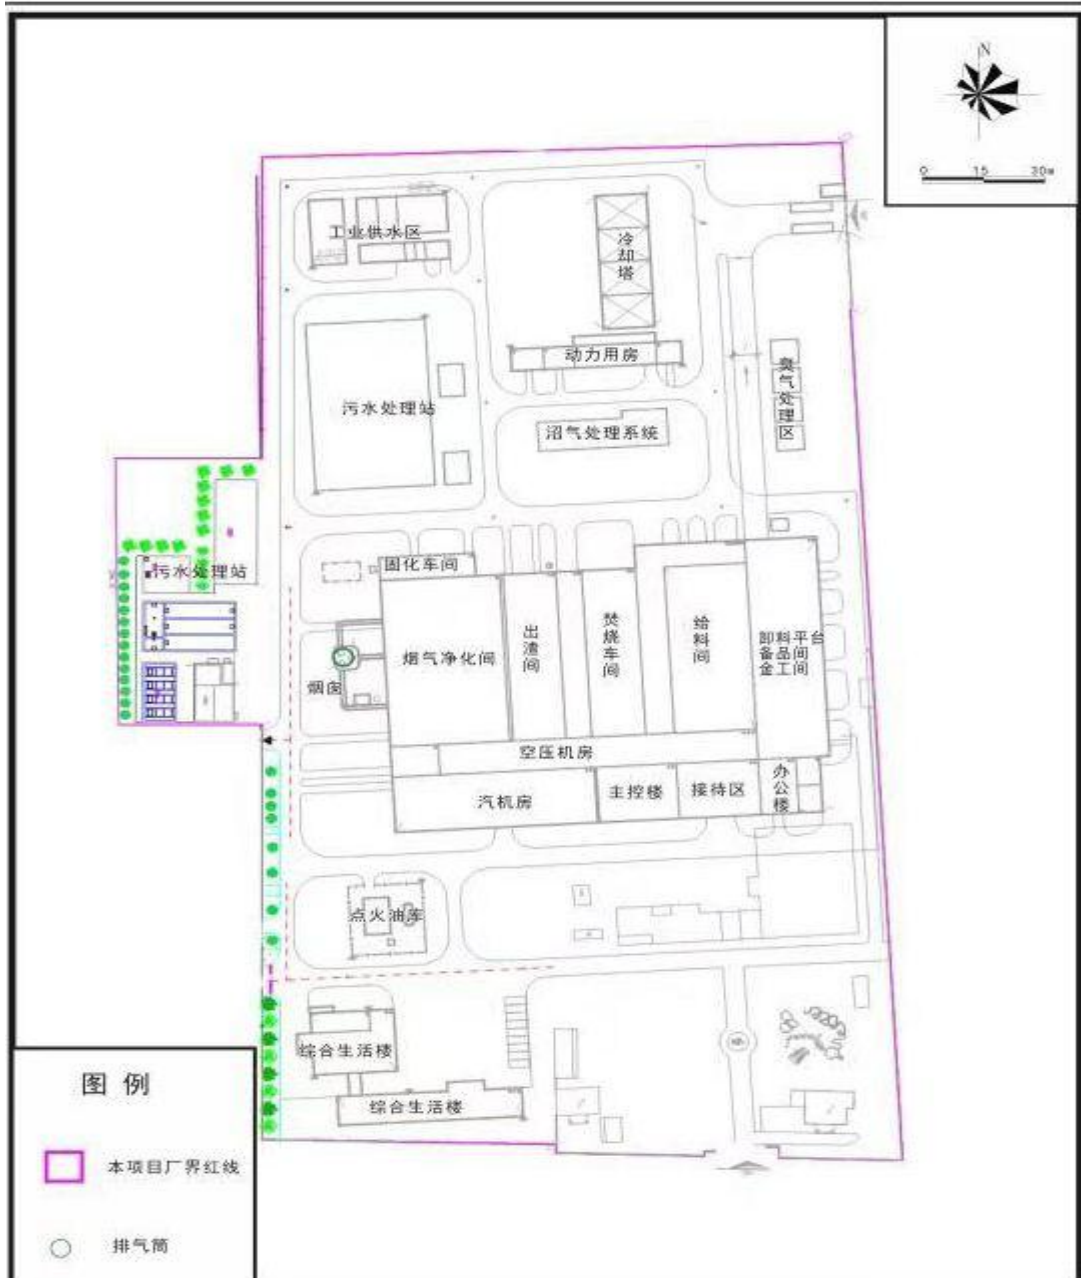 N
0 15 30m
工业供水区
冷却塔
动力用房
臭气处理区
污水处理站
沼气处理系统
固化车间
污水处理站
烟气净化间
出渣间
焚烧车间
给料间
卸料平台
备品间
金工间
烟囱
空压机房
汽机房
主控楼
接待区
办公楼
点火油库
综合生活楼
综合生活楼
图例
本项目厂界红线
排气筒